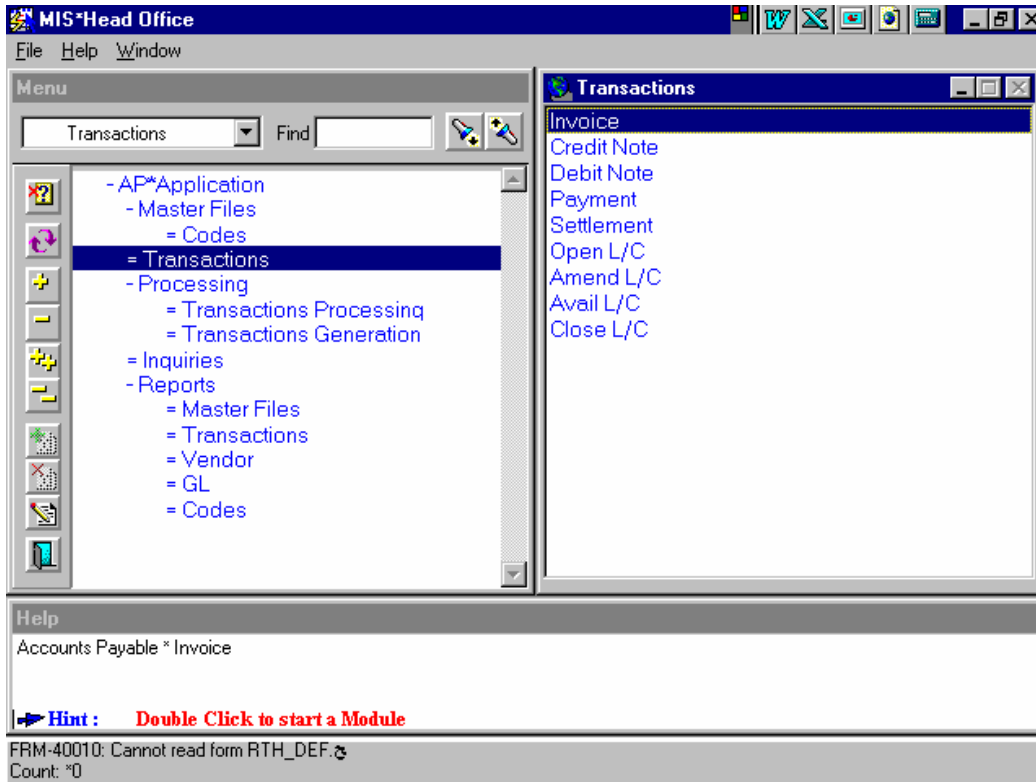 MIS*Head Office
File Help Window
Menu
Transactions
Find
- AP*Application
- Master Files
= Codes
= Transactions
- Processing
= Transactions Processing
= Transactions Generation
= Inquiries
- Reports
= Master Files
= Transactions
= Vendor
= GL
= Codes
Transactions
Invoice
Credit Note
Debit Note
Payment
Settlement
Open L/C
Amend L/C
Avail L/C
Close L/C
Help
Accounts Payable * Invoice
Hint : Double Click to start a Module
FRM-40010: Cannot read form RTH_DEF.
Count: *0